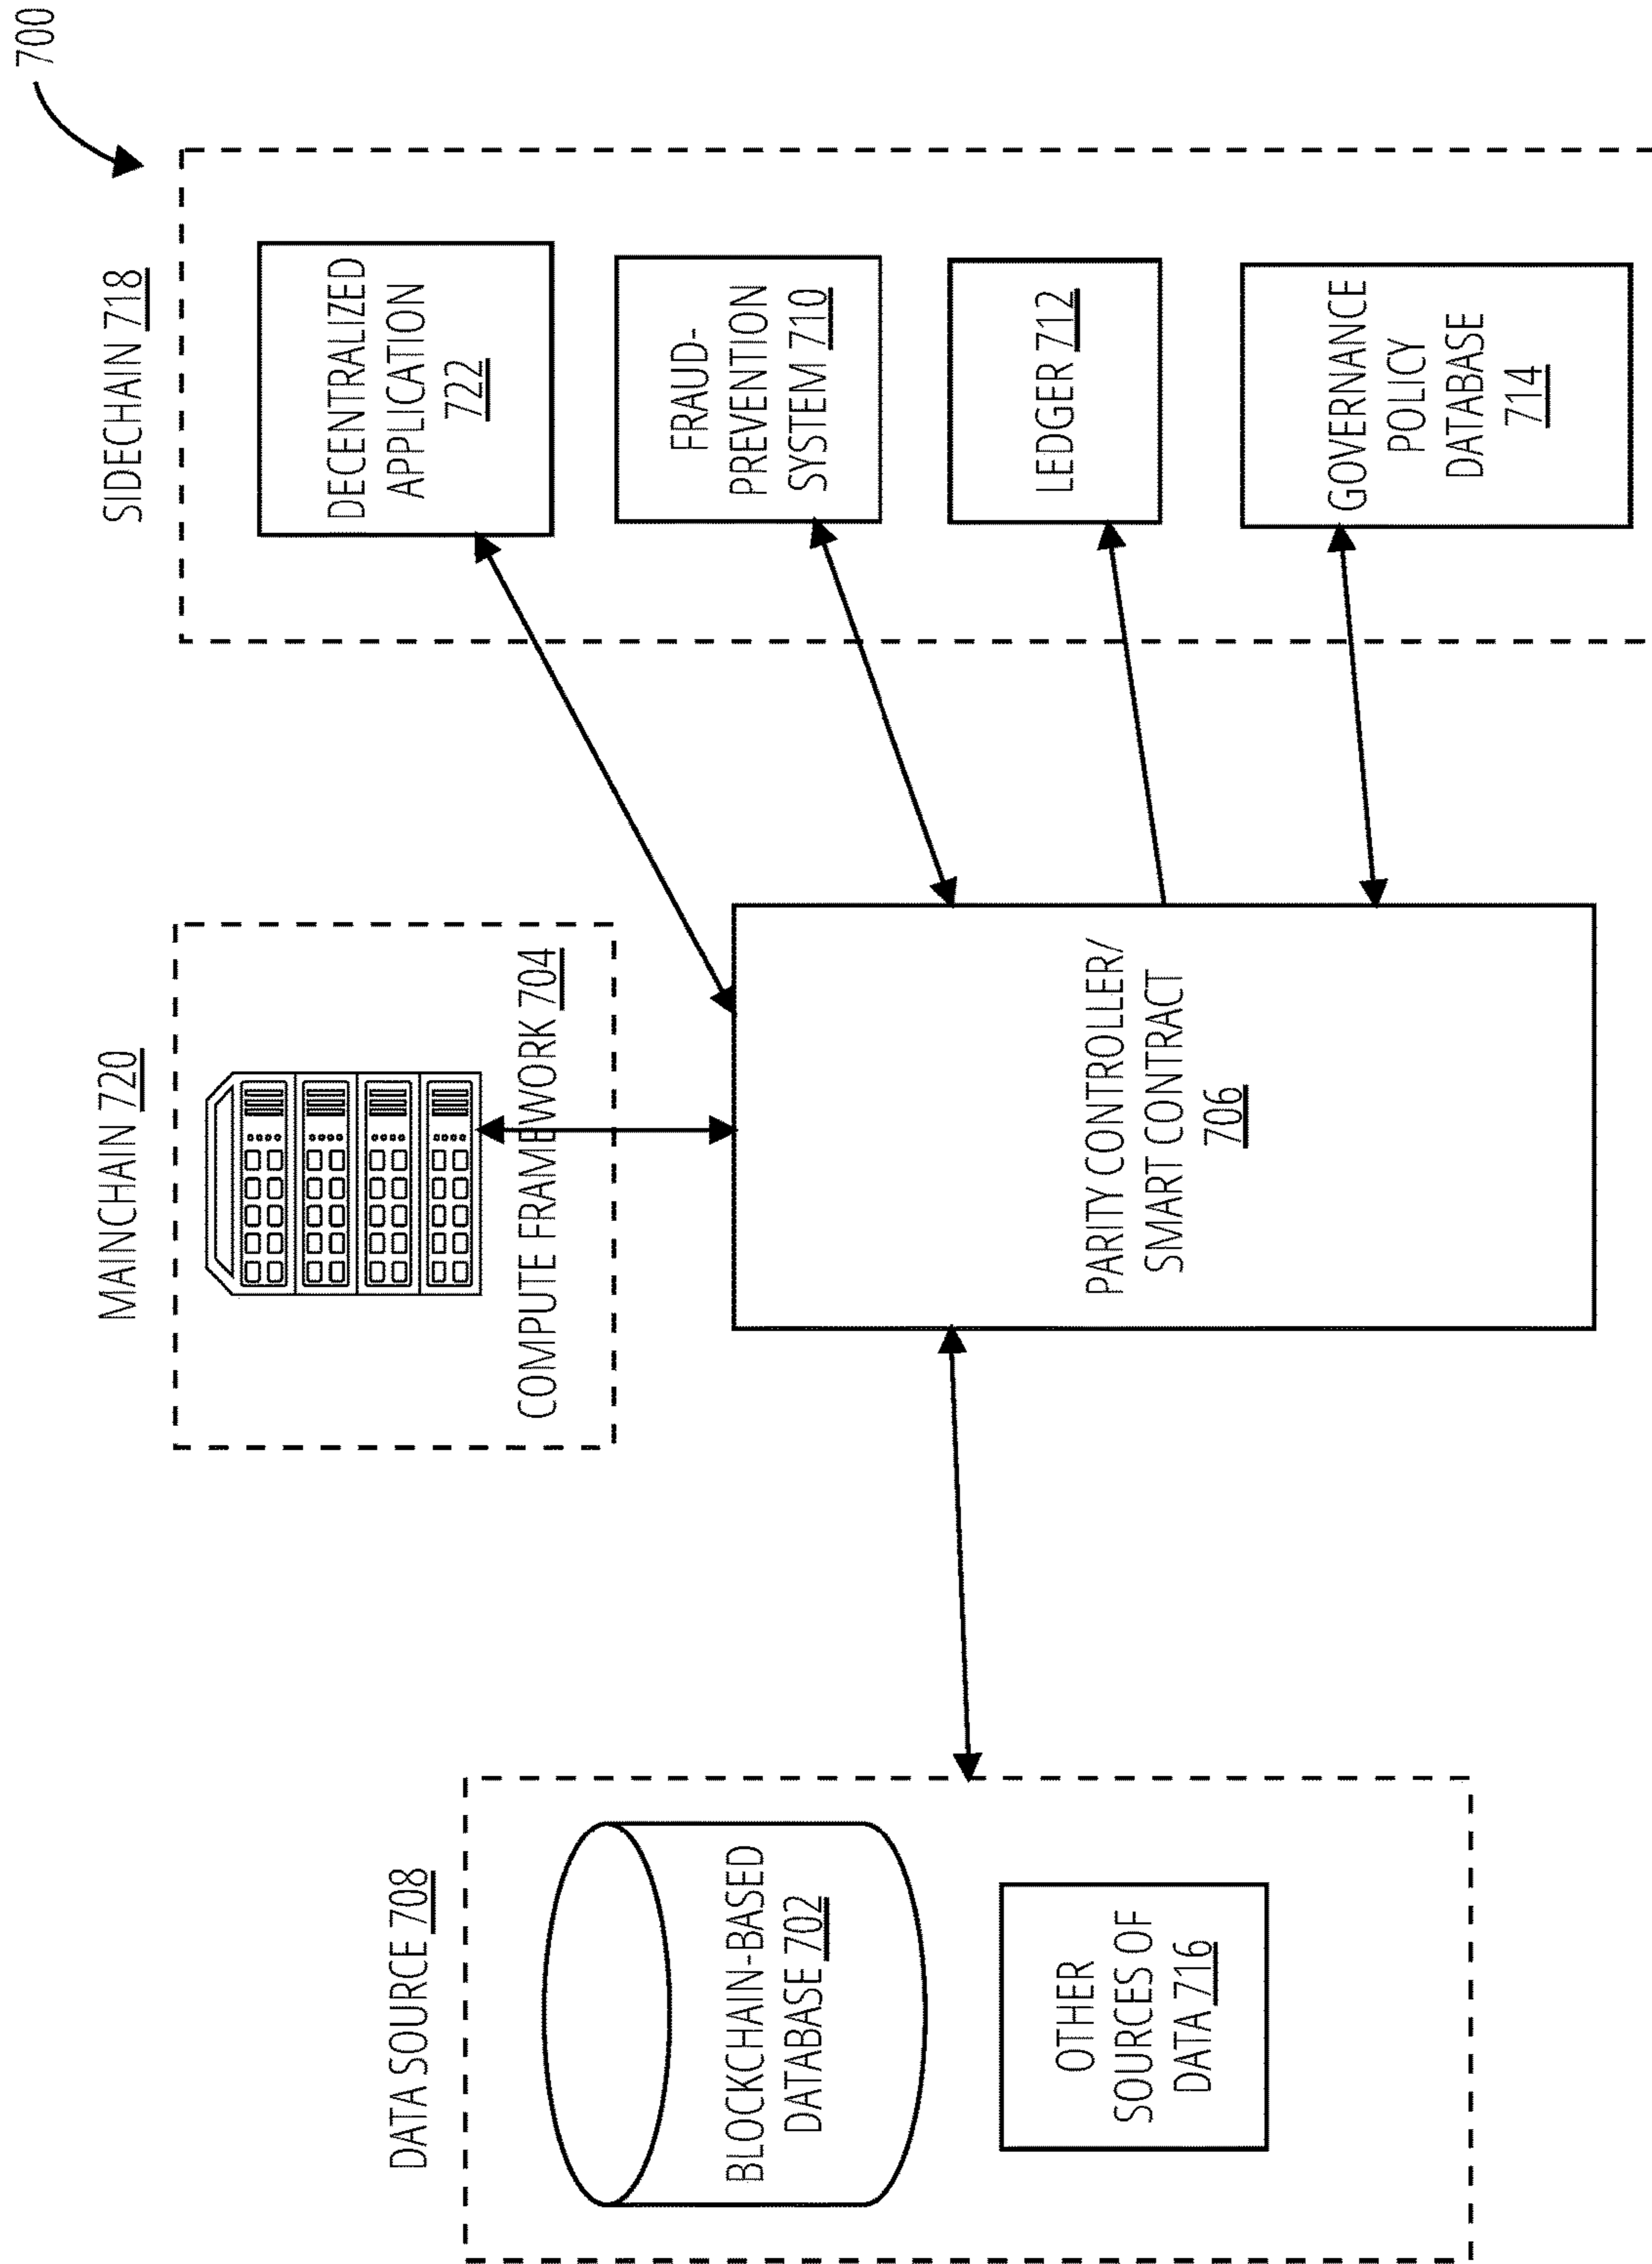 700
SIDECHAIN 718
DECENTRALIZED
APPLICATION
722
FRAUD-
PREVENTION
SYSTEM 710
LEDGER 712
GOVERNANCE
POLICY
DATABASE
714
MAINCHAIN 720
COMPUTE FRAMEWORK 704
PARITY CONTROLLER/
SMART CONTRACT
706
DATA SOURCE 708
BLOCKCHAIN-BASED
DATABASE 702
OTHER
SOURCES OF
DATA 716